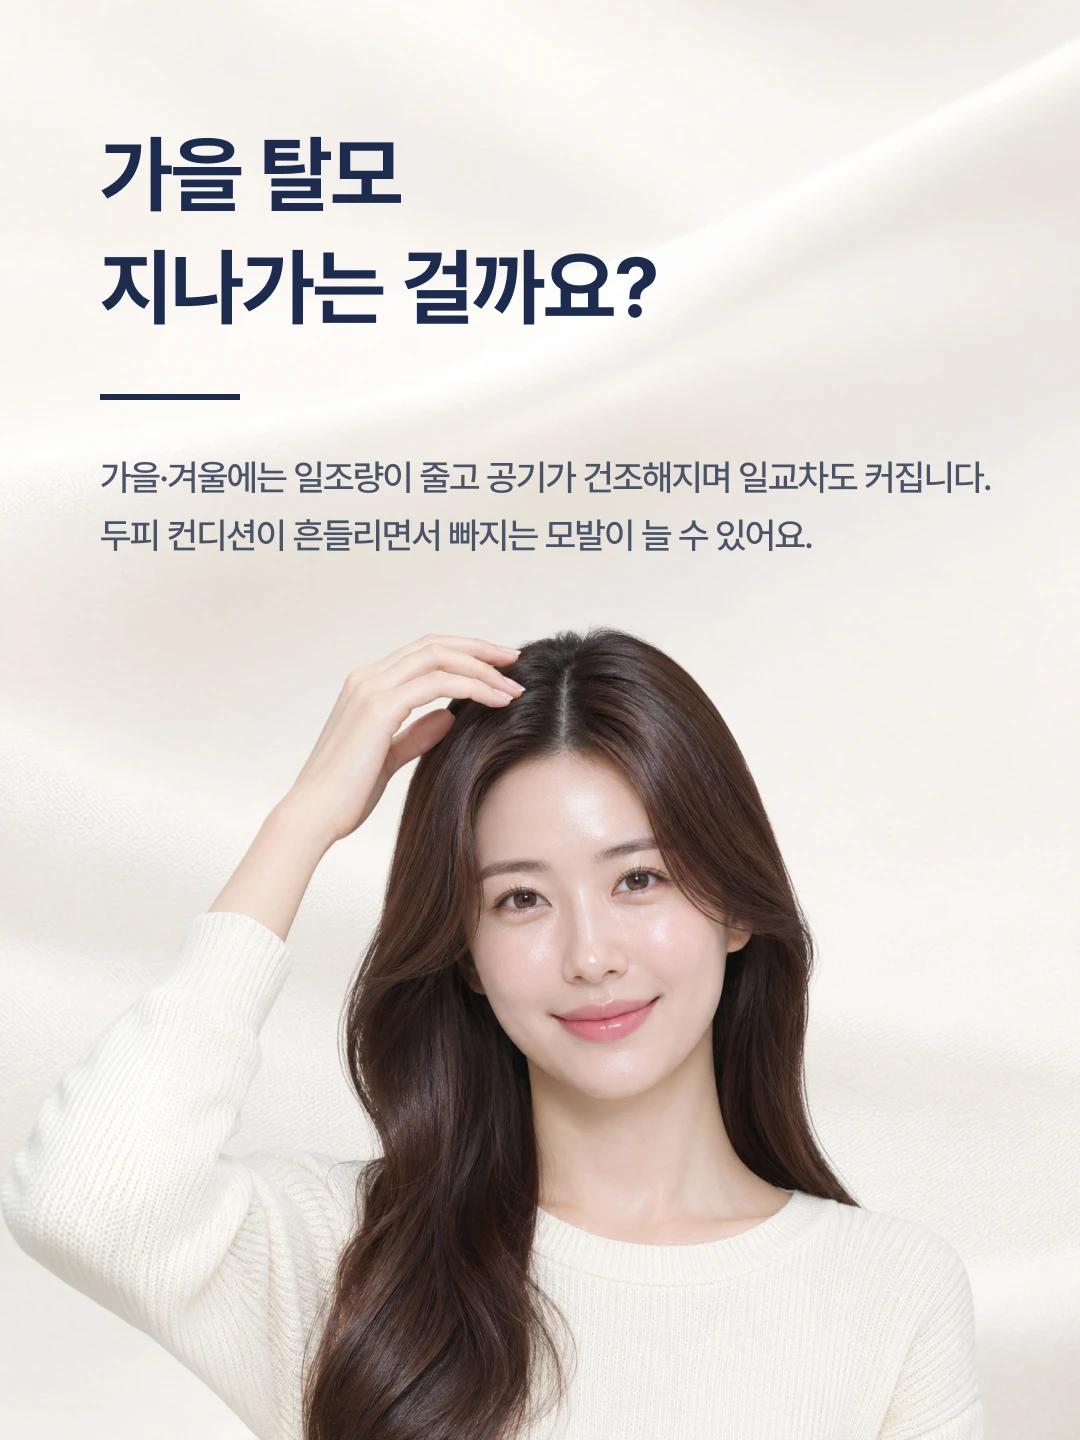 가을 탈모
지나가는 걸까요?
가을·겨울에는 일조량이 줄고 공기가 건조해지며 일교차도 커집니다.
두피 컨디션이 흔들리면서 빠지는 모발이 늘 수 있어요.